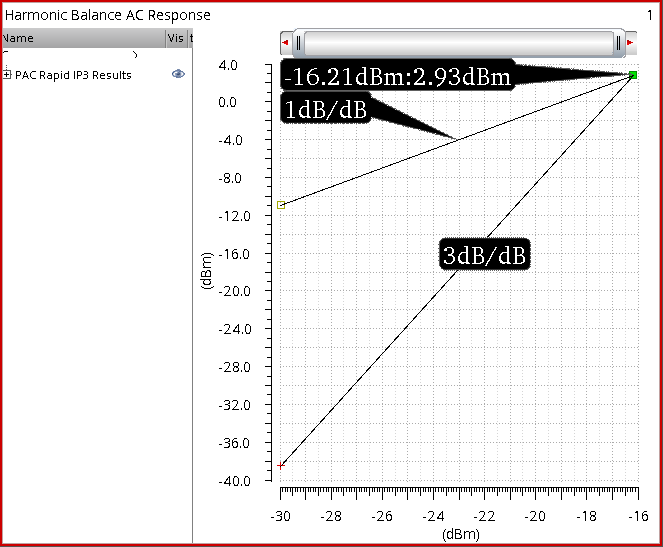 Harmonic Balance AC Response 1
Name Vis
PAC Rapid IP3 Results
4.0
-16.21dBm:2.93dBm
0.0
1dB/dB
-4.0
-8.0
-12.0
-16.0
3dB/dB
(dBm)
-20.0
-24.0
-28.0
-32.0
-36.0
-40.0
-30 -28 -26 -24 -22 -20 -18 -16
(dBm)